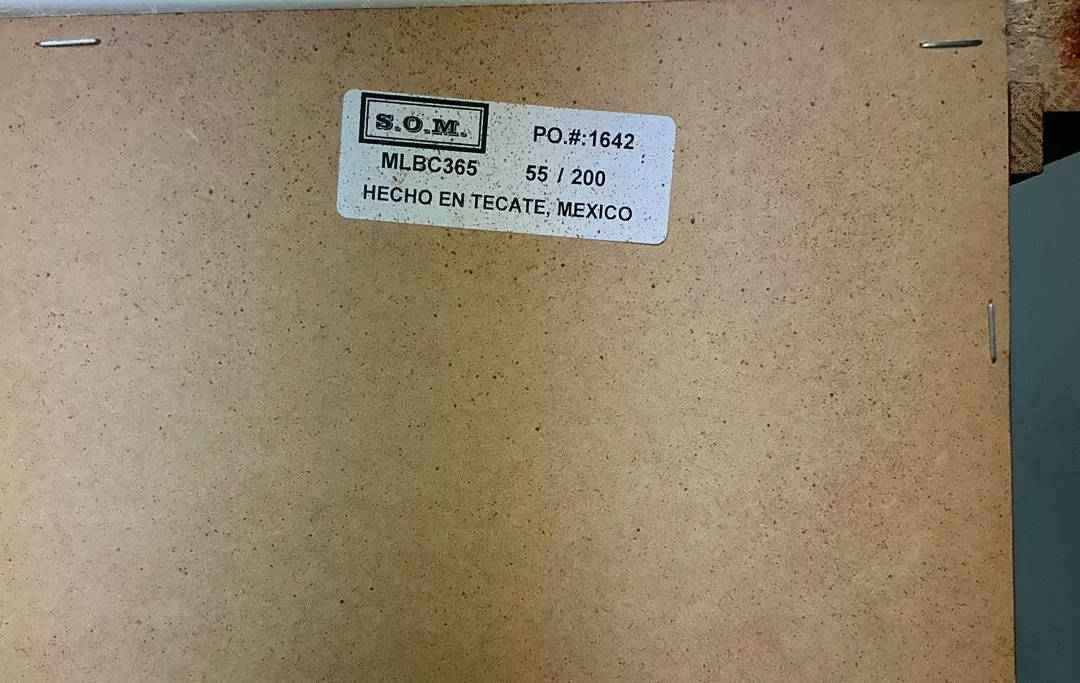 S.O.M.
PO.#:1642
MLBC365
55 / 200
HECHO EN TECATE, MEXICO